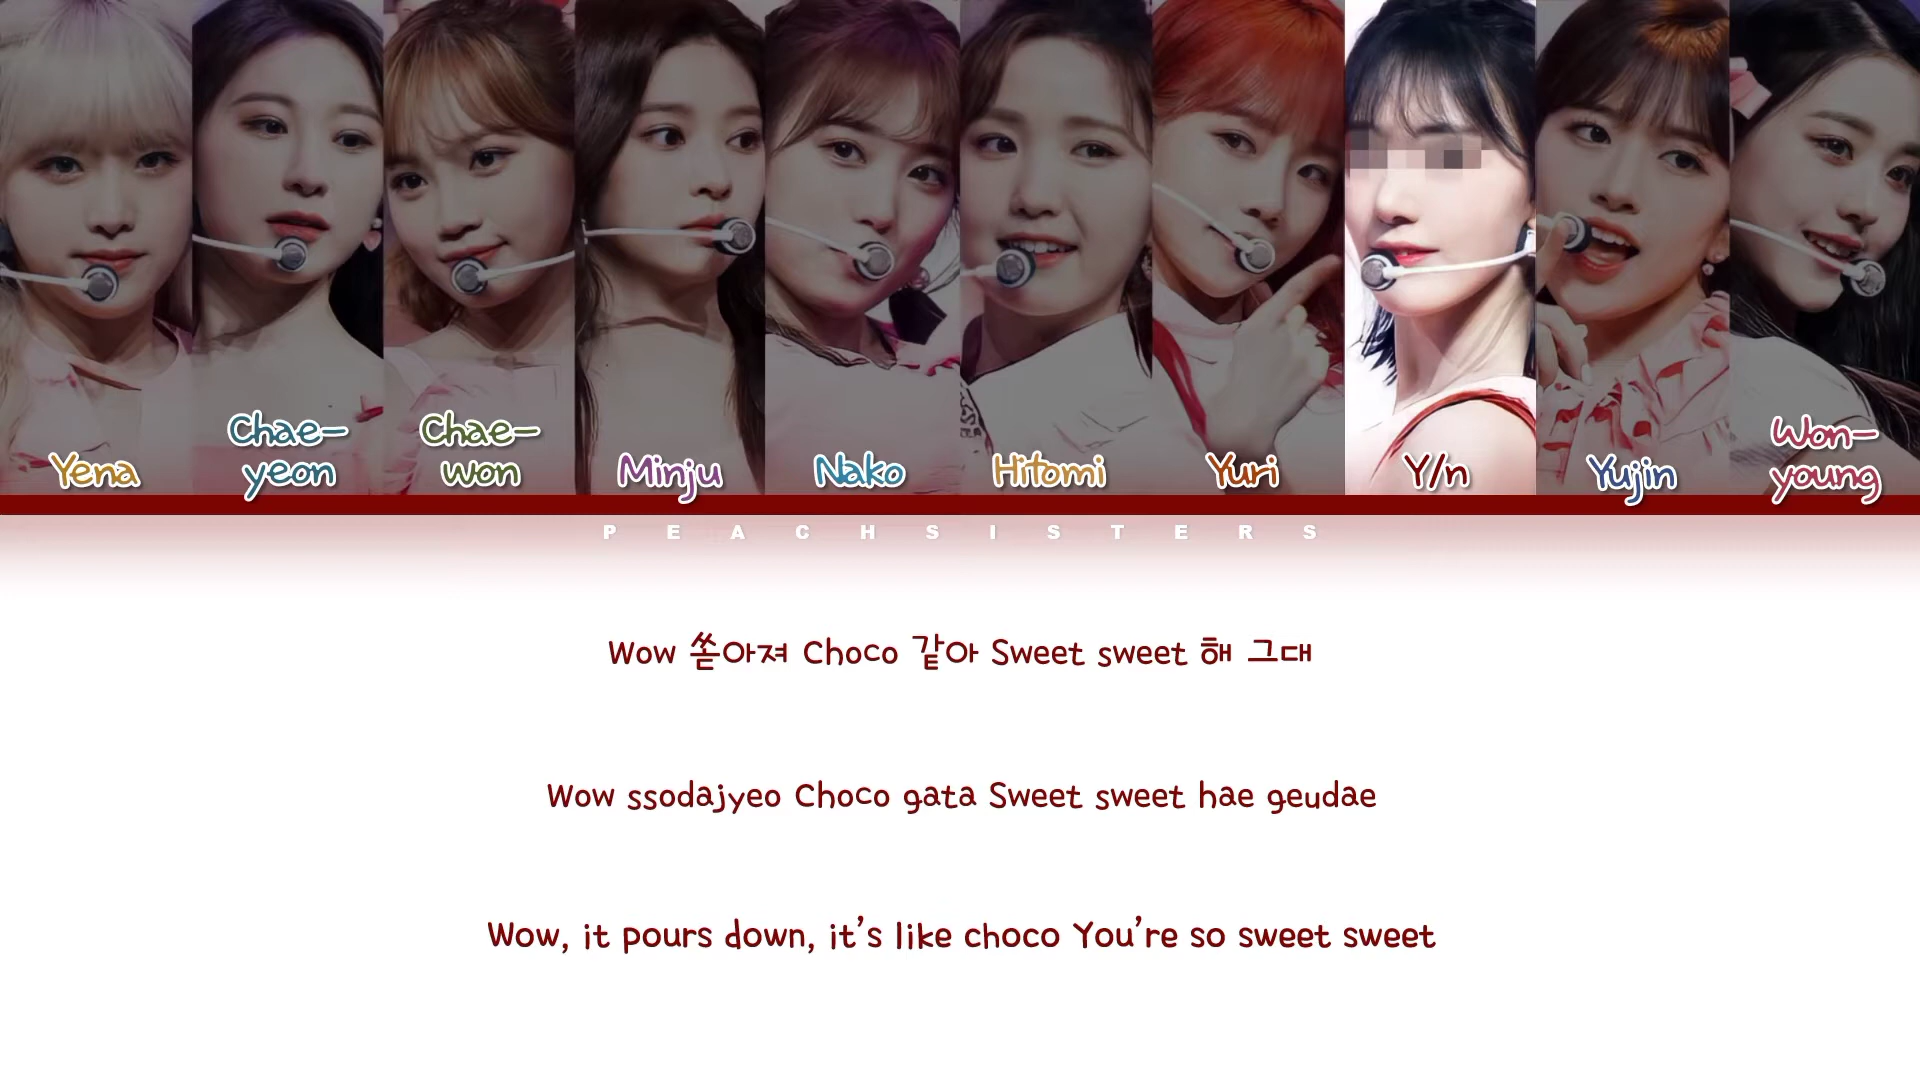 Yena
Chae-
yeon
Chae-
won
Minju
Nako
Hitomi
Yuri
Y/n
Yujin
Won-
young
PEACHSISTERS
Wow 쏟아져 Choco 같아 Sweet sweet 해 그대
Wow ssodajyeo Choco gata Sweet sweet hae geudae
Wow, it pours down, it's like choco You're so sweet sweet